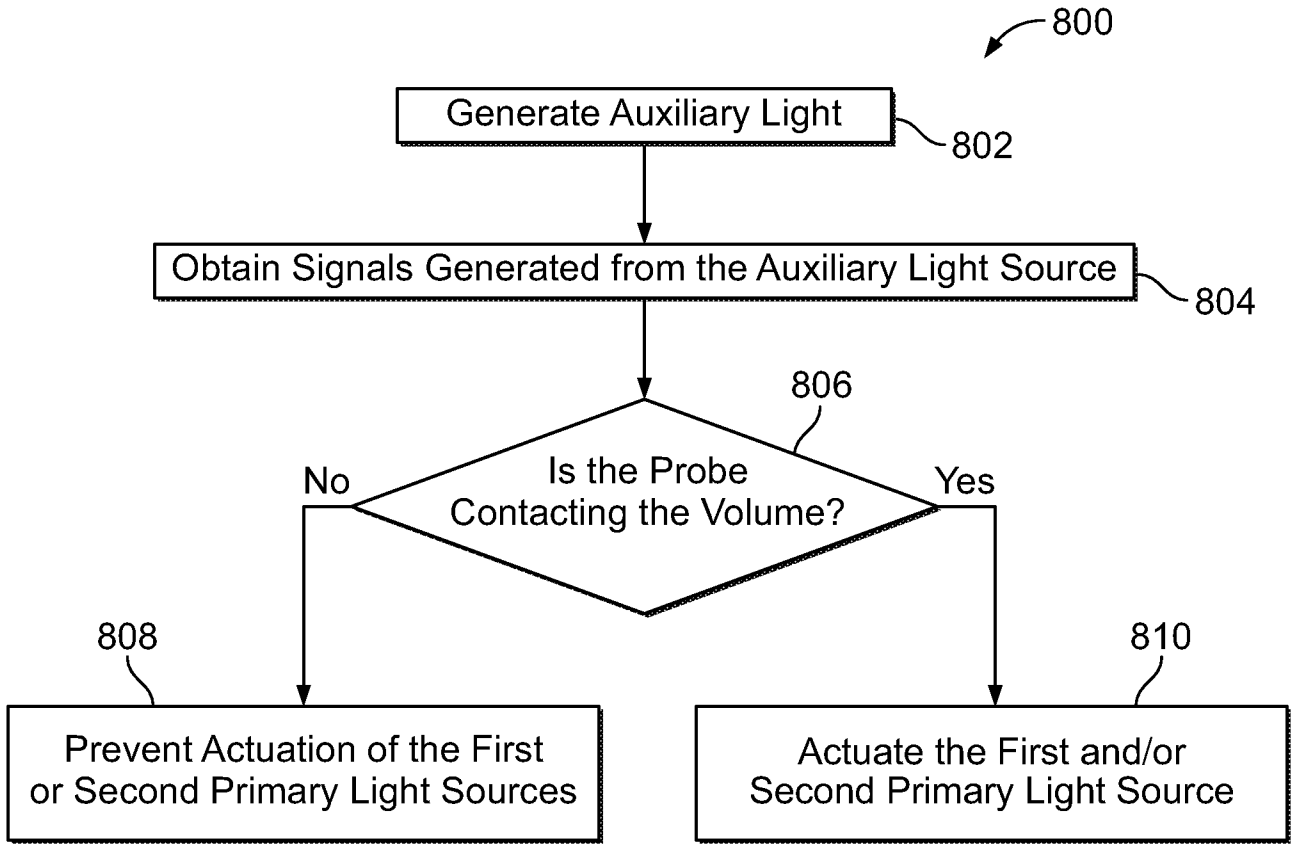 800
Generate Auxiliary Light
802
Obtain Signals Generated from the Auxiliary Light Source
804
806
Is the Probe
Contacting the Volume?
No
Yes
808
Prevent Actuation of the First
or Second Primary Light Sources
810
Actuate the First and/or
Second Primary Light Source